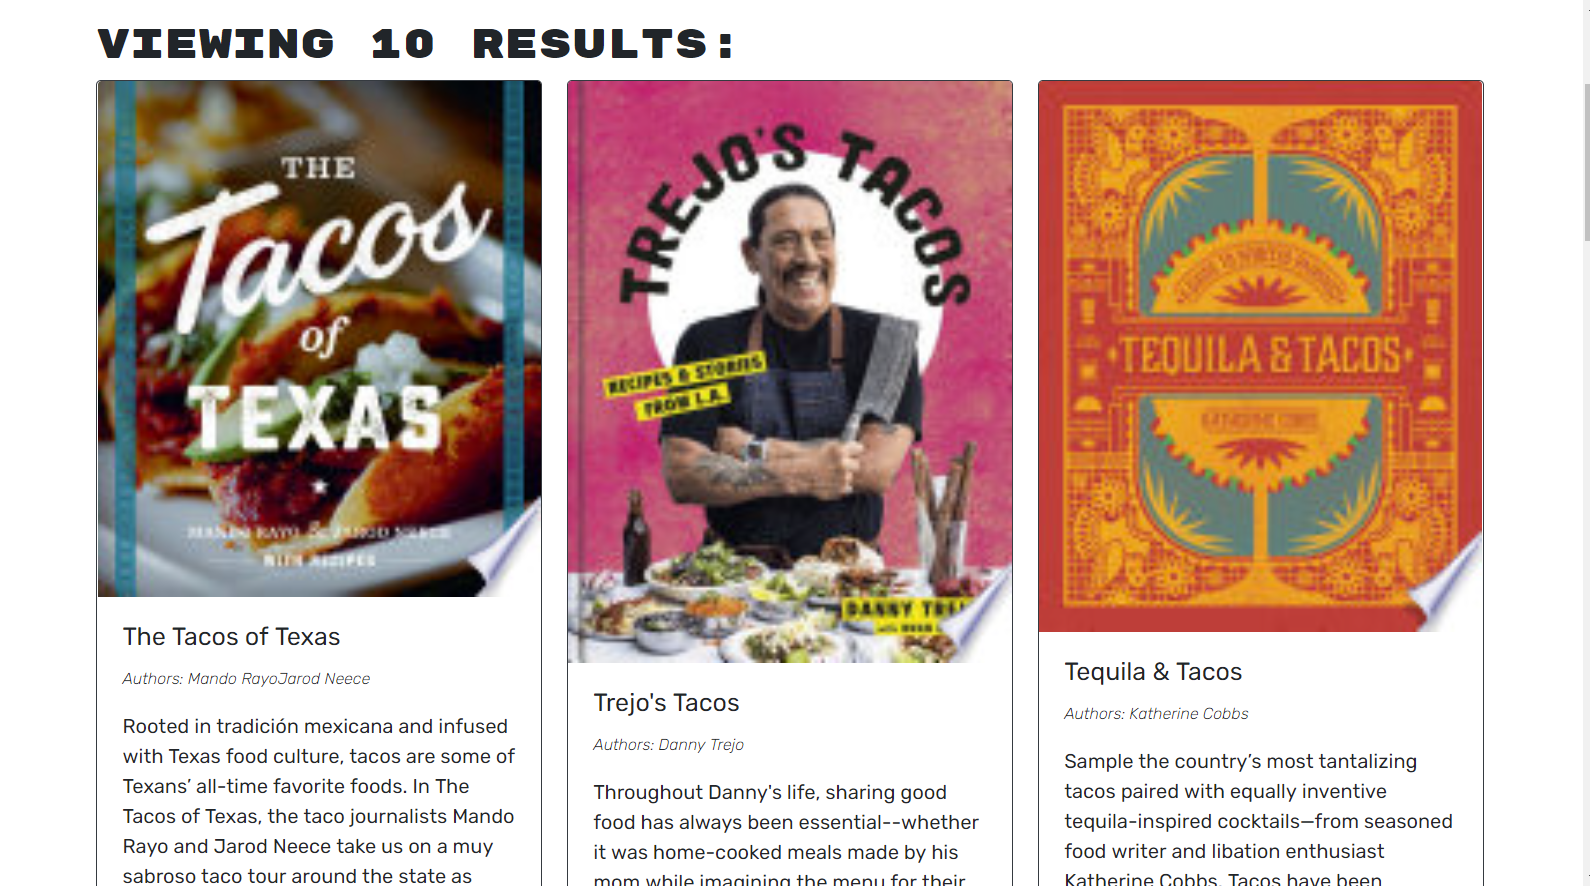 VIEWING 10 RESULTS:
THE
Tacos
of
TEXAS
MANDO RAYO & JAROD NEECE
WITH RECIPES
The Tacos of Texas
Authors: Mando RayoJarod Neece
Rooted in tradición mexicana and infused
with Texas food culture, tacos are some of
Texans’ all-time favorite foods. In The
Tacos of Texas, the taco journalists Mando
Rayo and Jarod Neece take us on a muy
sabroso taco tour around the state as
TREJO'S TACOS
RECIPES & STORIES
FROM L.A.
DANNY TREJ
Trejo's Tacos
Authors: Danny Trejo
Throughout Danny's life, sharing good
food has always been essential--whether
it was home-cooked meals made by his
mom while imagining the menu for their
TEQUILA & TACOS
KATHERINE COBBS
Tequila & Tacos
Authors: Katherine Cobbs
Sample the country’s most tantalizing
tacos paired with equally inventive
tequila-inspired cocktails—from seasoned
food writer and libation enthusiast
Katherine Cobbs. Tacos have been